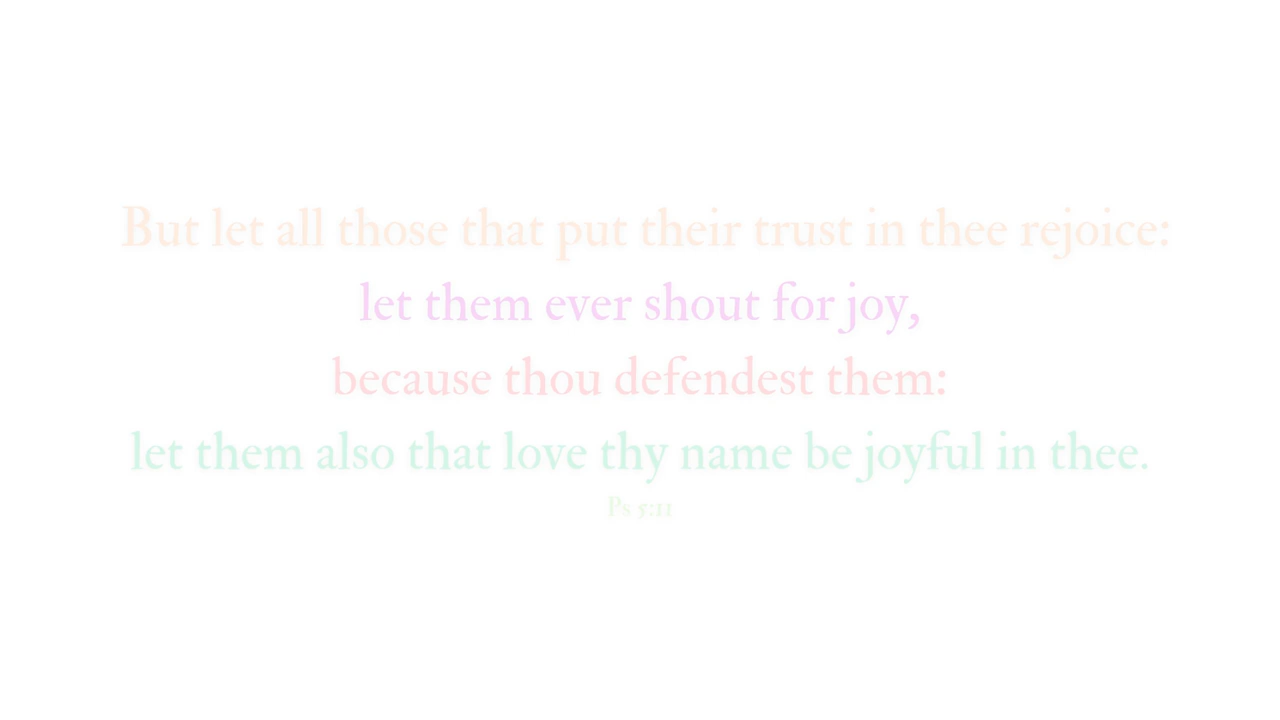 But let all those that put their trust in thee rejoice:
let them ever shout for joy,
because thou defendest them:
let them also that love thy name be joyful in thee.
Ps 5:11